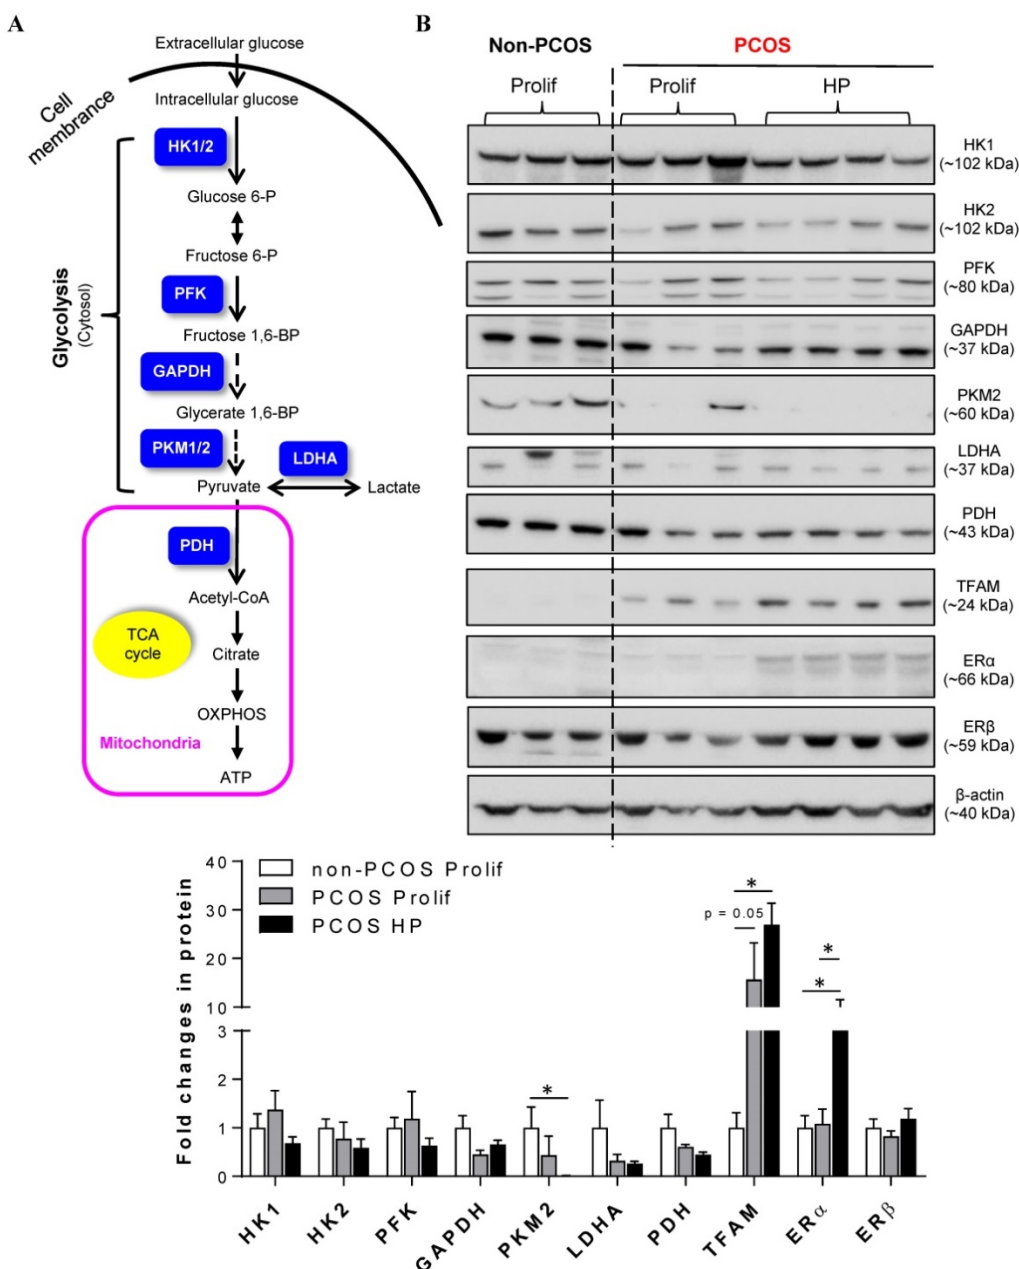 A
Extracellular glucose
Cell
membrance
Intracellular glucose
HK1/2
Glucose 6-P
Fructose 6-P
Glycolysis
(Cytosol)
PFK
Fructose 1,6-BP
GAPDH
Glycerate 1,6-BP
PKM1/2
LDHA
Pyruvate
Lactate
PDH
Acetyl-CoA
TCA
cycle
Citrate
OXPHOS
Mitochondria
ATP
B
Non-PCOS
PCOS
Prolif
Prolif
HP
HK1
(~102 kDa)
HK2
(~102 kDa)
PFK
(~80 kDa)
GAPDH
(~37 kDa)
PKM2
(~60 kDa)
LDHA
(~37 kDa)
PDH
(~43 kDa)
TFAM
(~24 kDa)
ERα
(~66 kDa)
ERβ
(~59 kDa)
β-actin
(~40 kDa)
Fold changes in protein
40
30
20
10
3
2
1
0
non-PCOS Prolif
PCOS Prolif
PCOS HP
*
p = 0.05
*
*
*
HK1
HK2
PFK
GAPDH
PKM2
LDHA
PDH
TFAM
ERα
ERβ